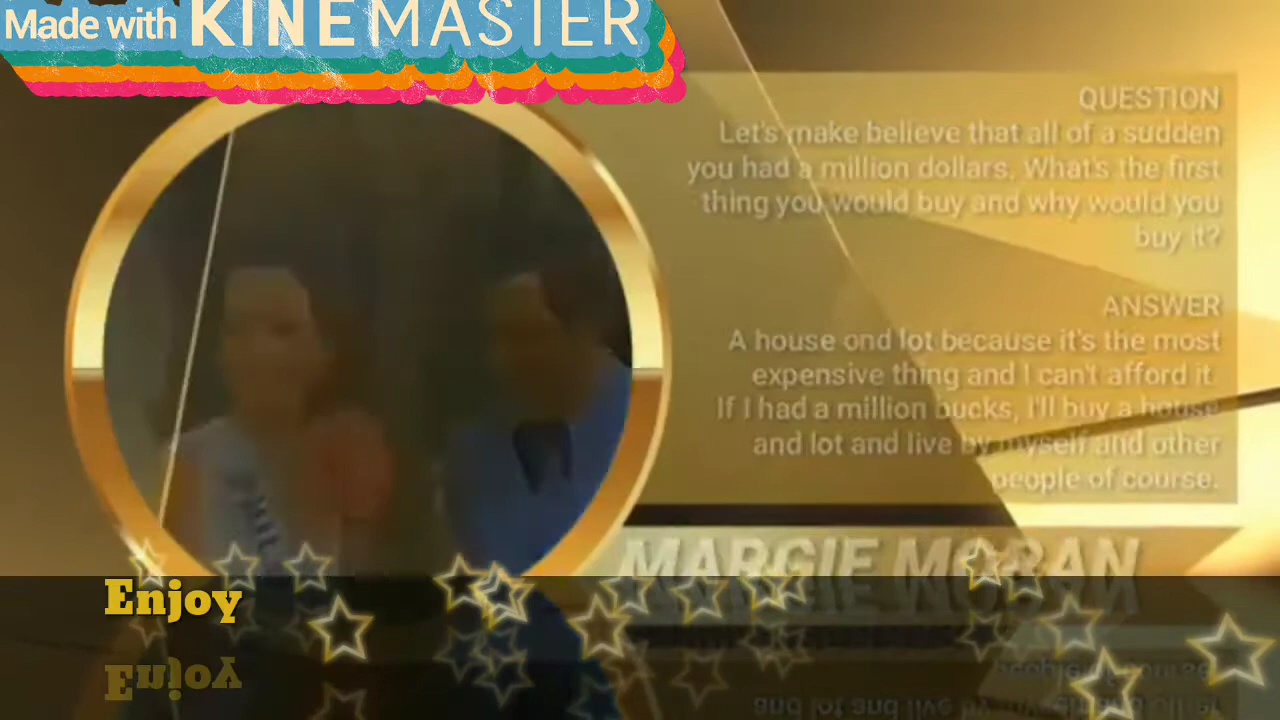 Made with KINEMASTER
QUESTION
Let's make believe that all of a sudden
you had a million dollars. What's the first
thing you would buy and why would you
buy it?
ANSWER
A house ond lot because it's the most
expensive thing and I can't afford it.
If I had a million bucks, I'll buy a house
and lot and live by myself and other
people of course.
MARGIE MORAN
Enjoy